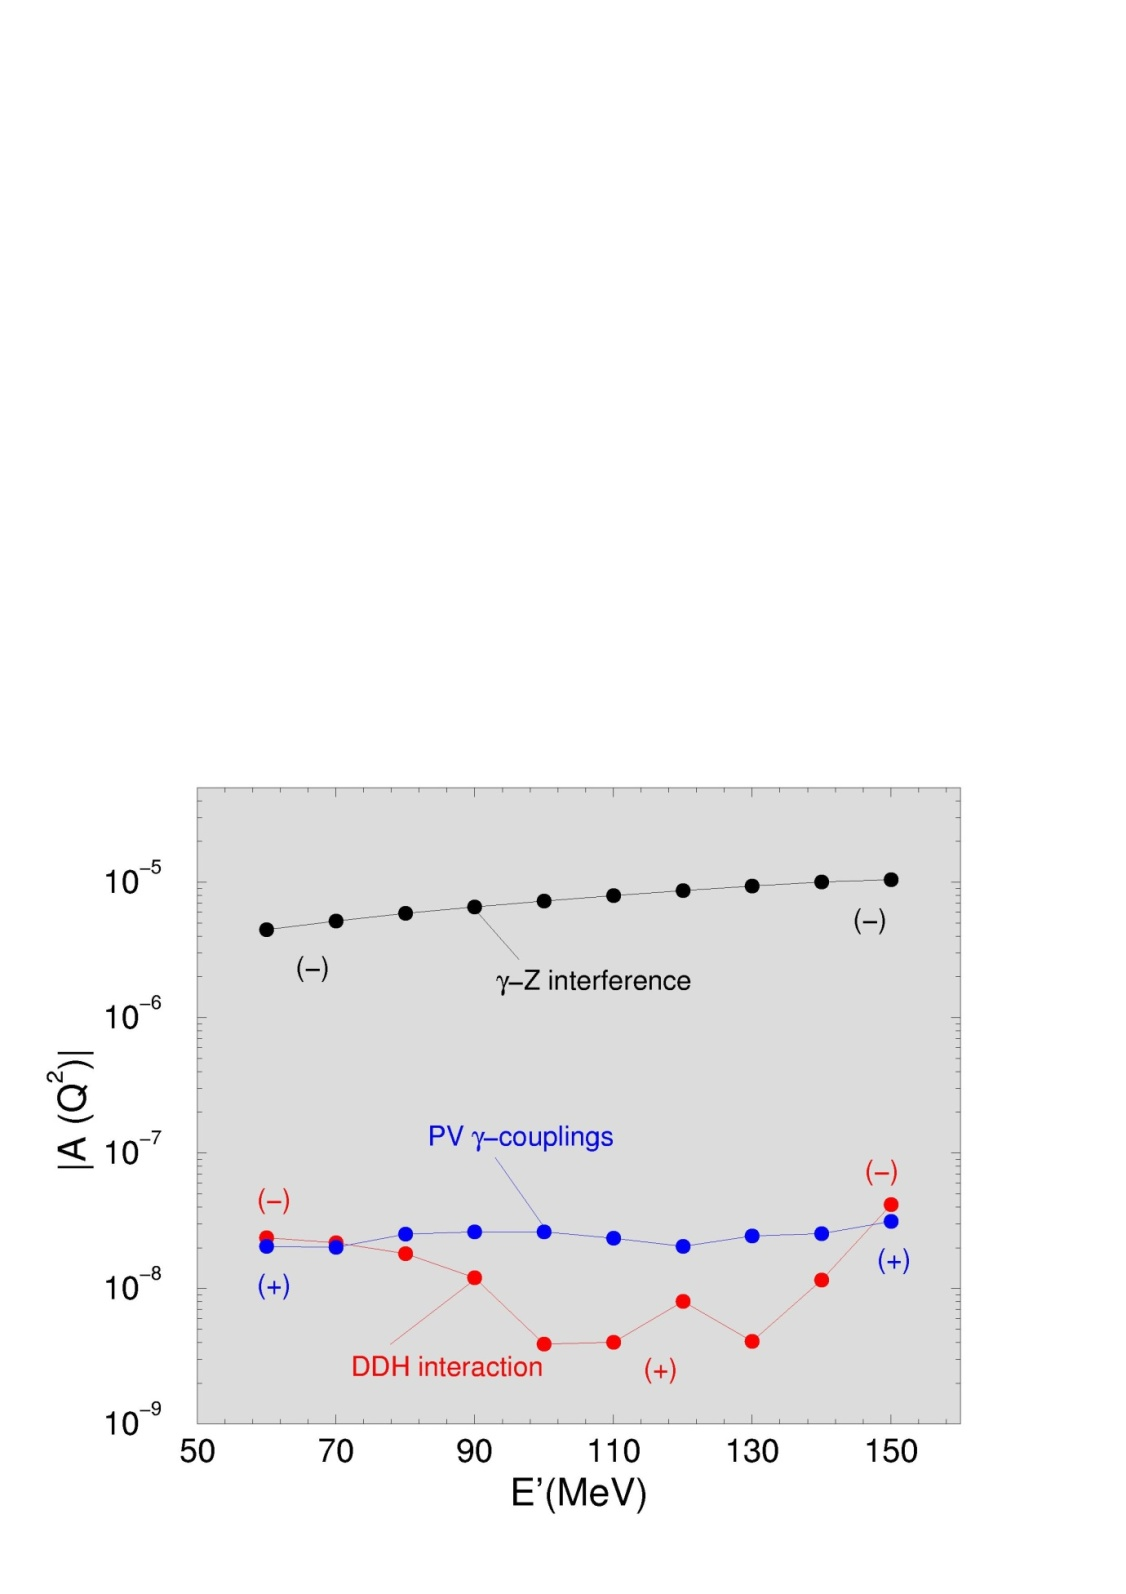 10⁻⁵
(−)
(−)
γ−Z interference
10⁻⁶
|A (Q²)|
PV γ−couplings
10⁻⁷
(−)
(−)
(+)
(+)
10⁻⁸
DDH interaction
(+)
10⁻⁹
50 70 90 110 130 150
E’(MeV)